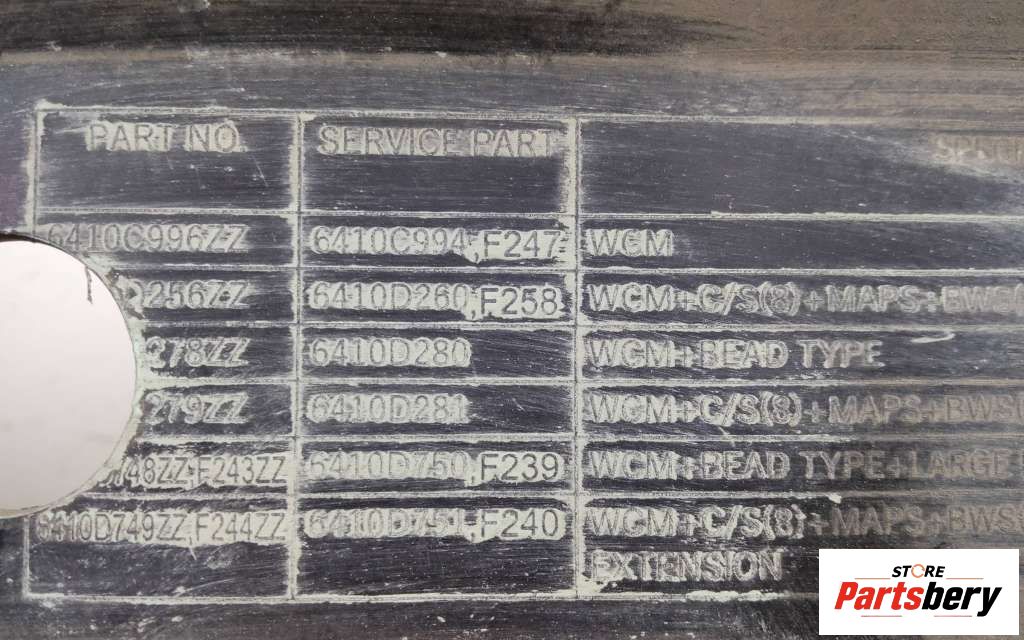 PART NO. SERVICE PART
6410C996ZZ 6410C994,F247 WCM
256ZZ 6410D260,F258 WCM+C/S(8)+MAPS+BWS(
278ZZ 6410D280 WCM+BEAD TYPE
279ZZ 6410D281 WCM+C/S(8)+MAPS+BWS(
748ZZ,F243ZZ 6410D750,F239 WCM+BEAD TYPE+LARGE
6410D749ZZ,F244ZZ 6410D751,F240 WCM+C/S(8)+MAPS+BWS(
EXTENSION
STORE
Partsbery